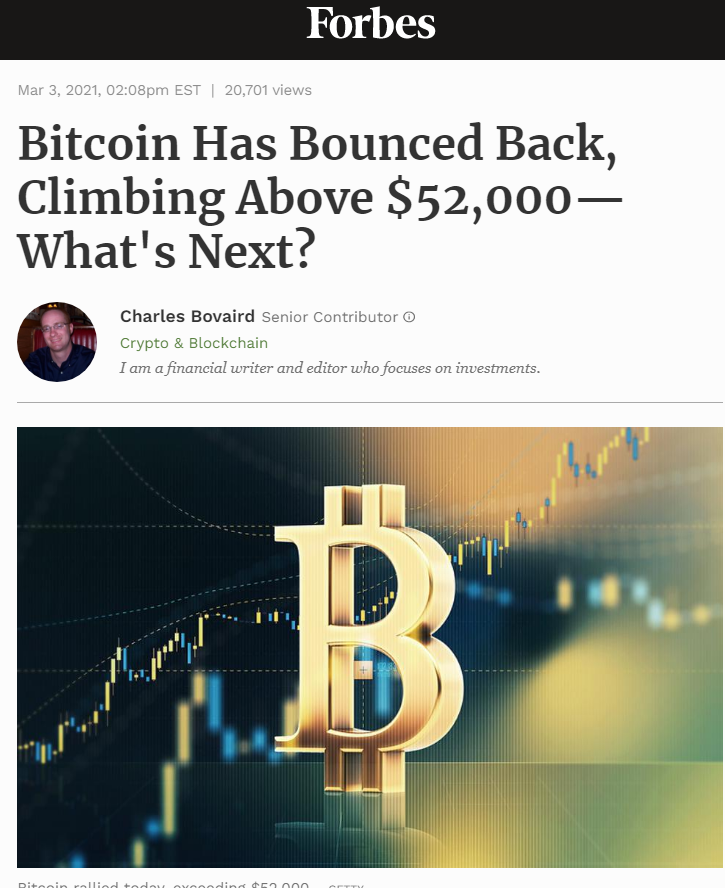 Forbes
Mar 3, 2021, 02:08pm EST | 20,701 views
Bitcoin Has Bounced Back,
Climbing Above $52,000—
What's Next?
Charles Bovaird Senior Contributor
Crypto & Blockchain
I am a financial writer and editor who focuses on investments.
Bitcoin rallied today, exceeding $52,000. GETTY